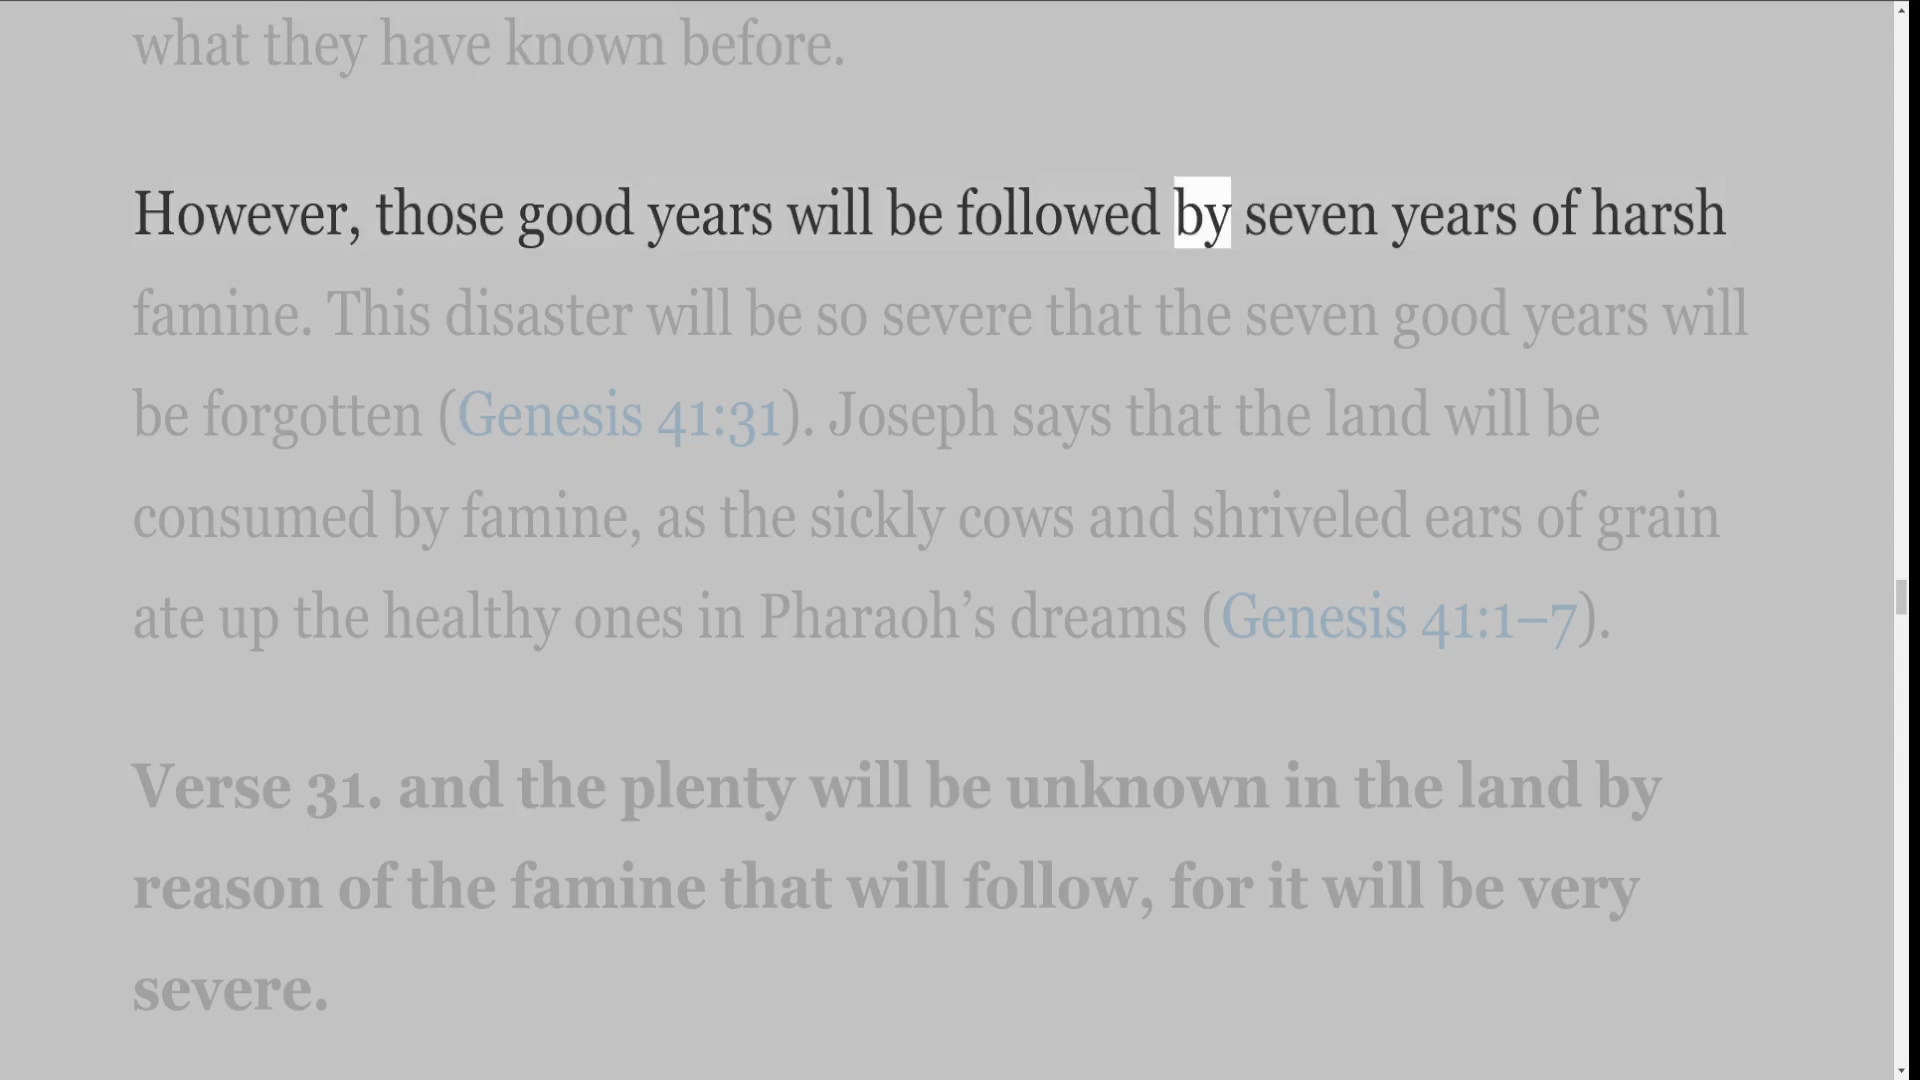 what they have known before.
However, those good years will be followed by seven years of harsh
famine. This disaster will be so severe that the seven good years will
be forgotten (Genesis 41:31). Joseph says that the land will be
consumed by famine, as the sickly cows and shriveled ears of grain
ate up the healthy ones in Pharaoh’s dreams (Genesis 41:1–7).
Verse 31. and the plenty will be unknown in the land by
reason of the famine that will follow, for it will be very
severe.